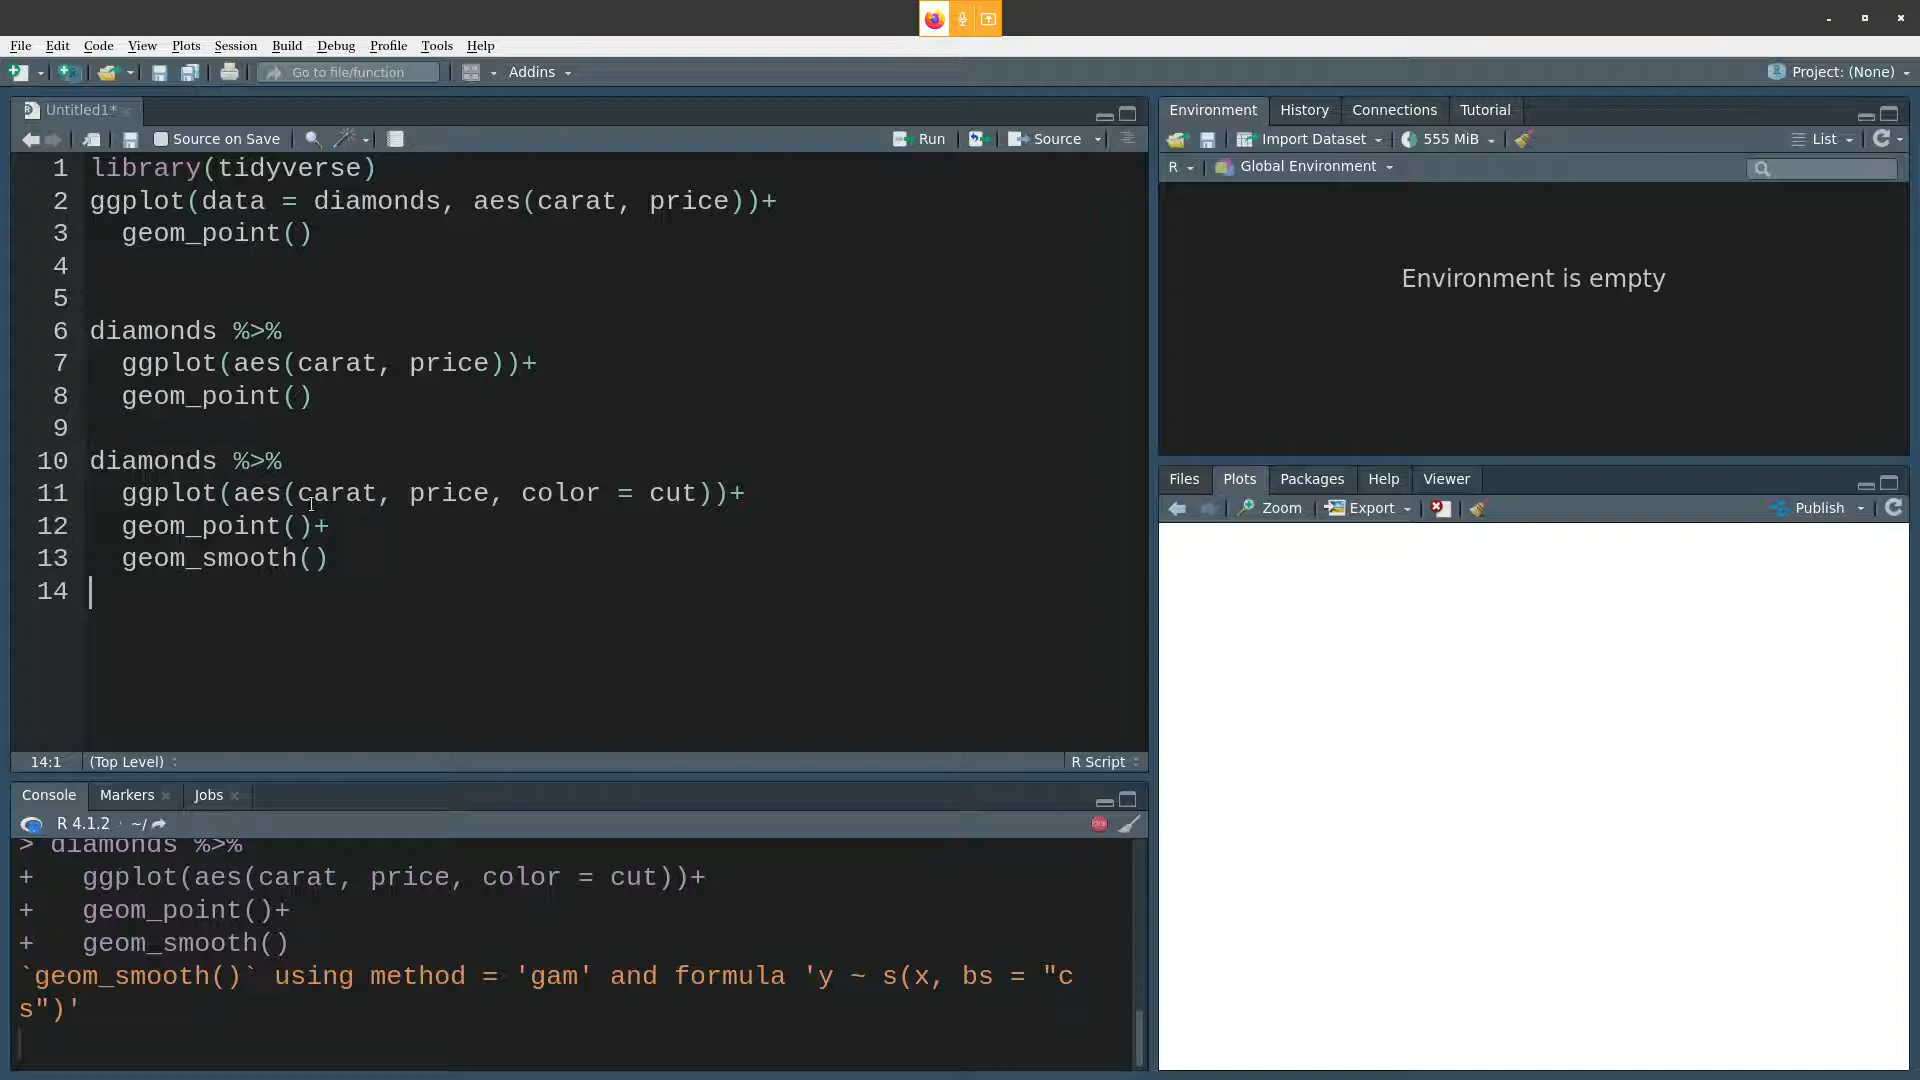 File Edit Code View Plots Session Build Debug Profile Tools Help
Go to file/function Addins Project: (None)
Untitled1*
Source on Save Run Source
1 library(tidyverse)
2 ggplot(data = diamonds, aes(carat, price))+
3   geom_point()
4
5
6 diamonds %>%
7   ggplot(aes(carat, price))+
8   geom_point()
9
10 diamonds %>%
11   ggplot(aes(carat, price, color = cut))+
12   geom_point()+
13   geom_smooth()
14
14:1 (Top Level) R Script
Console Markers Jobs
R 4.1.2 · ~/
> diamonds %>%
+   ggplot(aes(carat, price, color = cut))+
+   geom_point()+
+   geom_smooth()
`geom_smooth()` using method = 'gam' and formula 'y ~ s(x, bs = "c
s")'
Environment History Connections Tutorial
Import Dataset 555 MiB List
R Global Environment
Environment is empty
Files Plots Packages Help Viewer
Zoom Export Publish